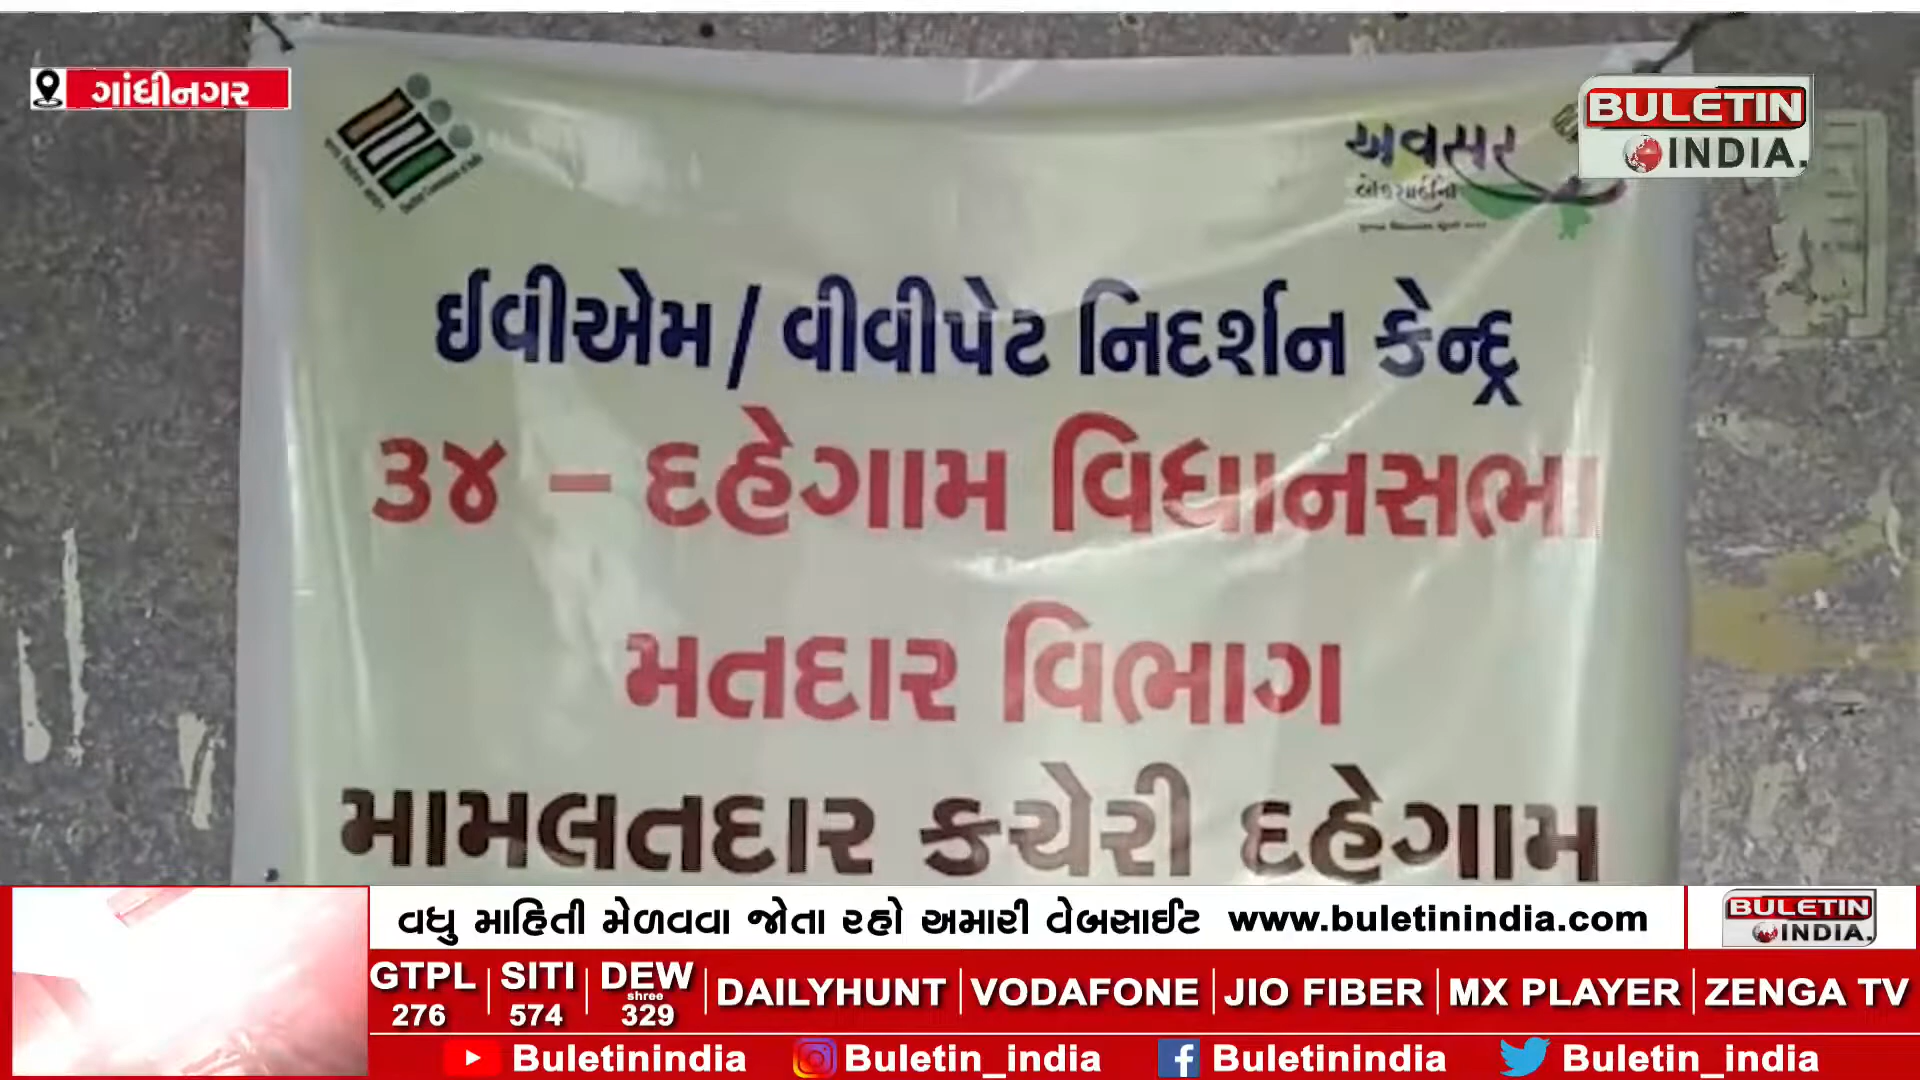 ગાંધીનગર
BULETIN
INDIA.
અવસર
ઈવીએમ / વીવીપેટ નિદર્શન કેન્દ્ર
૩૪ – દહેગામ વિધાનસભા
મતદાર વિભાગ
મામલતદાર કચેરી દહેગામ
વધુ માહિતી મેળવવા જોતા રહો અમારી વેબસાઈટ www.buletinindia.com
BULETIN
INDIA.
GTPL 276 | SITI 574 | DEW shree 329 | DAILYHUNT | VODAFONE | JIO FIBER | MX PLAYER | ZENGA TV
Buletinindia Buletin_india Buletinindia Buletin_india